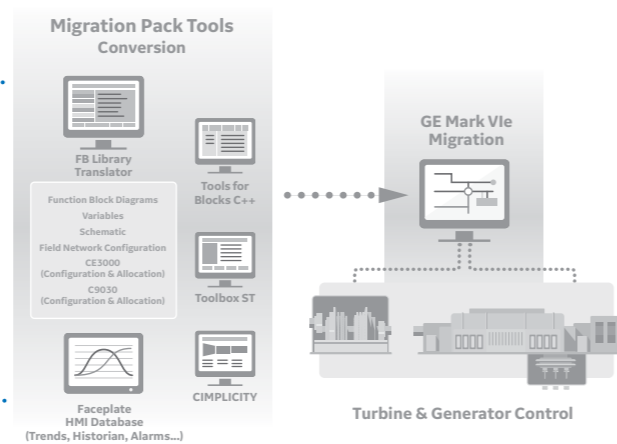 Migration Pack Tools
Conversion
FB Library
Translator
Function Block Diagrams
Variables
Schematic
Field Network Configuration
CE3000
(Configuration & Allocation)
C9030
(Configuration & Allocation)
Faceplate
HMI Database
(Trends, Historian, Alarms...)
Tools for
Blocks C++
Toolbox ST
CIMPLICITY
GE Mark VIe
Migration
Turbine & Generator Control